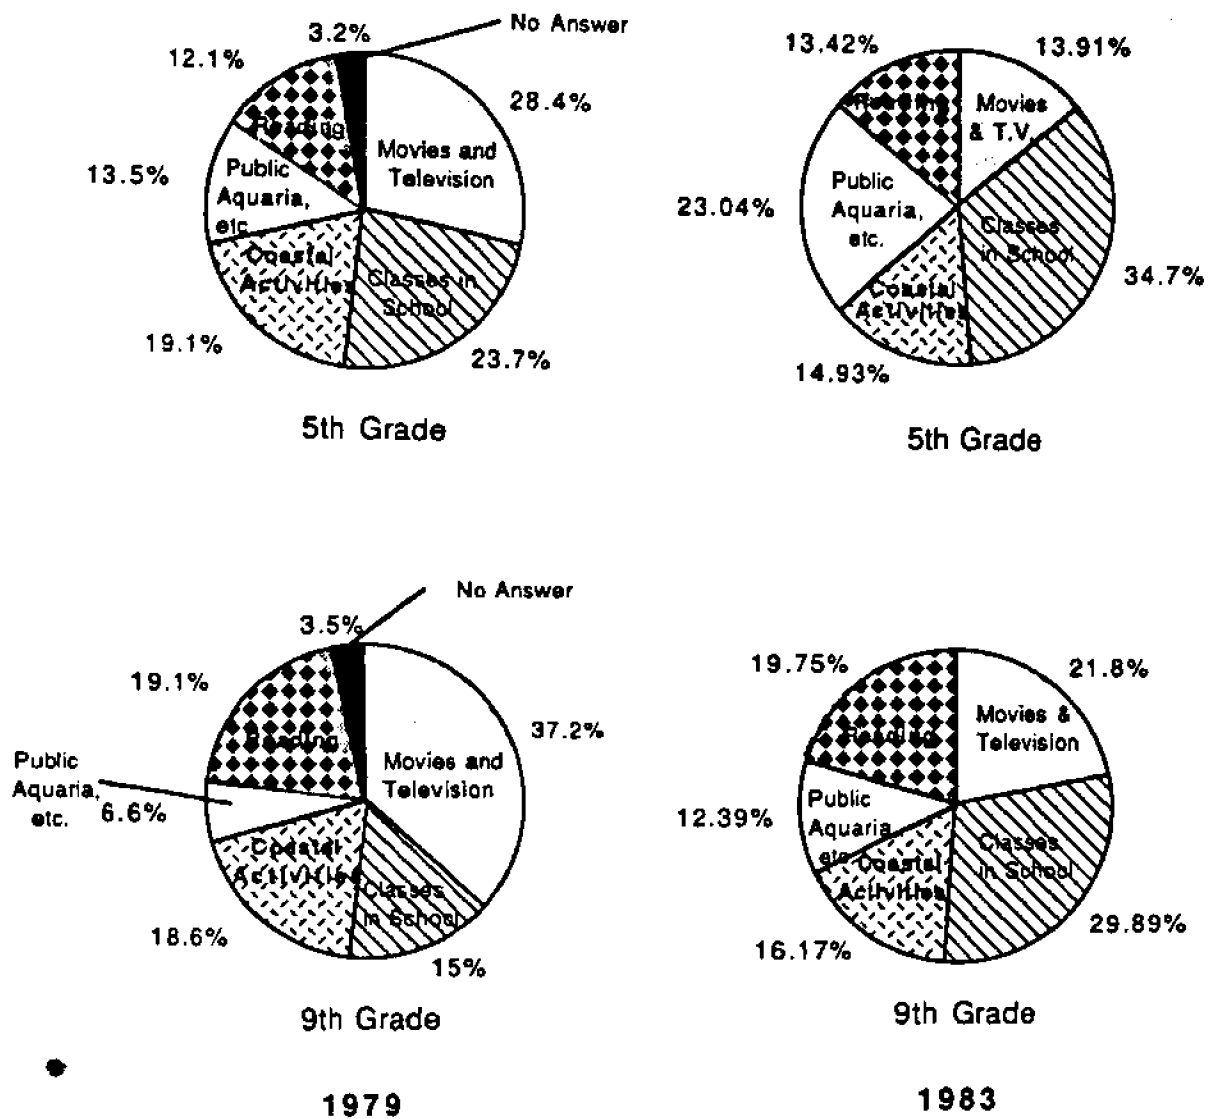 3.2%
No Answer
12.1%
28.4%
Reading
Movies and
Television
13.5%
Public
Aquaria,
etc
Coastal
Activities
Classes in
School
19.1%
23.7%
5th Grade
13.42%
13.91%
Reading
Movies
& T.V.
23.04%
Public
Aquaria,
etc.
Classes
in School
34.7%
Coastal
Activities
14.93%
5th Grade
No Answer
3.5%
19.1%
37.2%
Reading
Movies and
Television
Public
Aquaria,
etc.
6.6%
Coastal
Activities
Classes
in School
18.6%
15%
9th Grade
1979
19.75%
21.8%
Reading
Movies &
Television
12.39%
Public
Aquaria
etc
Classes
in School
Coastal
Activities
29.89%
16.17%
9th Grade
1983